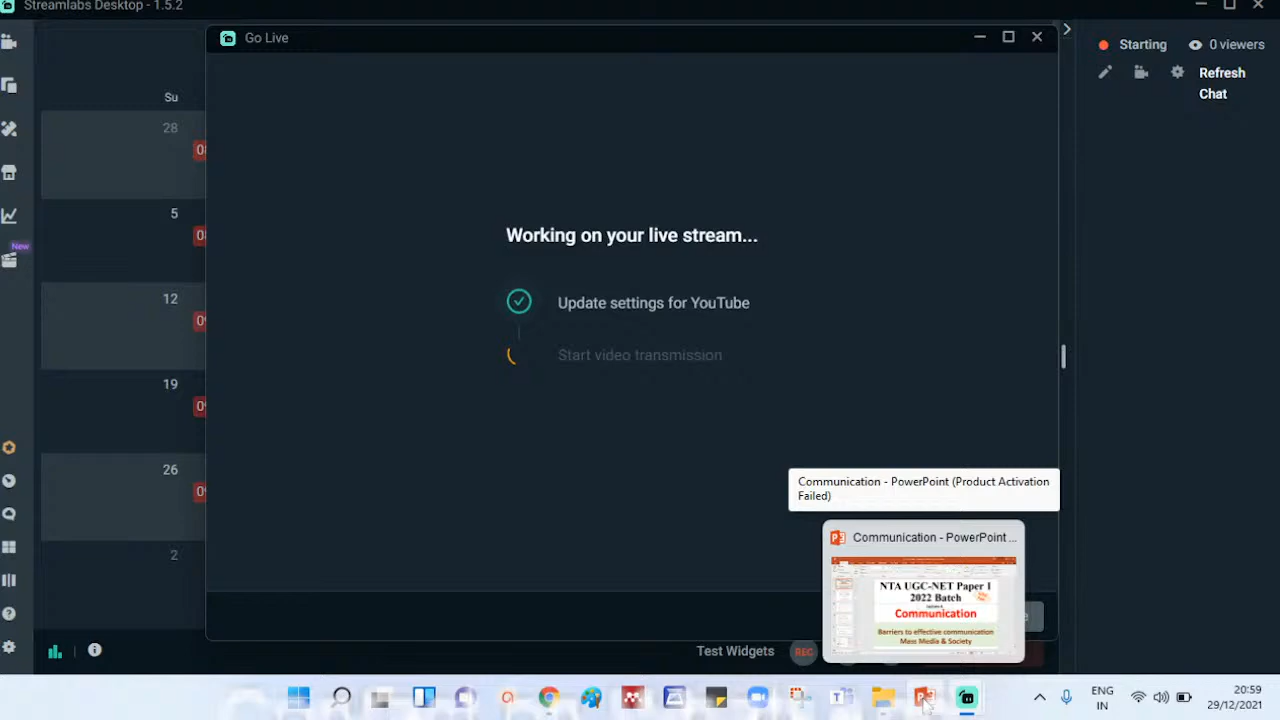 Streamlabs Desktop - 1.5.2
Go Live
Starting
0 viewers
Refresh
Chat
Su
28
5
12
19
26
2
New
Working on your live stream...
Update settings for YouTube
Start video transmission
Communication - PowerPoint (Product Activation
Failed)
Communication - PowerPoint ...
NTA UGC-NET Paper 1
2022 Batch
Communication
Barriers to effective communication
Mass Media & Society
Test Widgets
REC
ENG
IN
20:59
29/12/2021